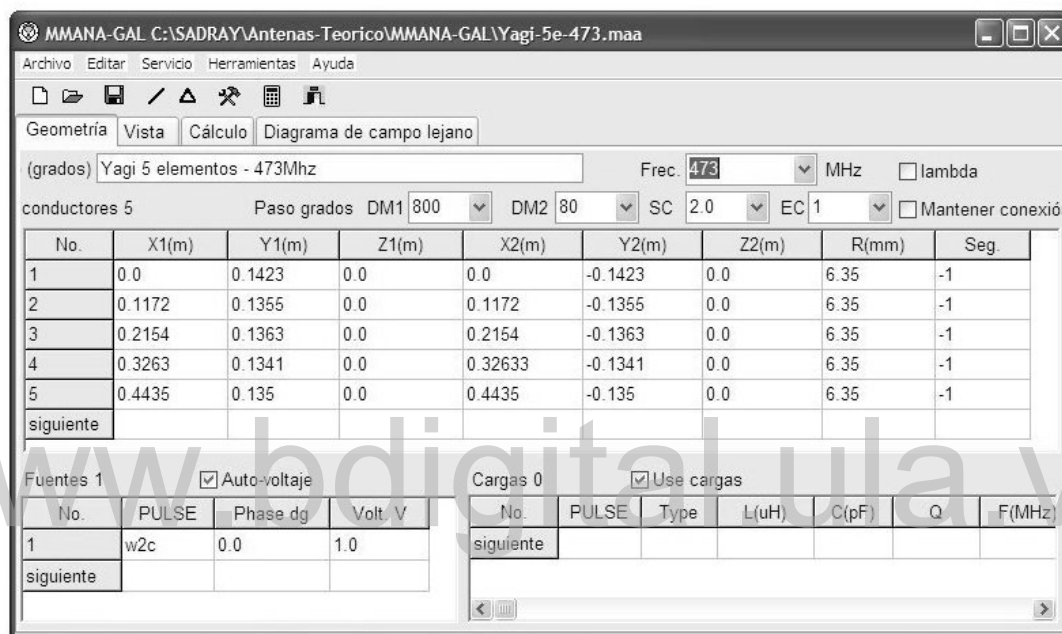 MMANA-GAL C:\SADRAY\Antenas-Teorico\MMANA-GAL\Yagi-5e-473.maa
Archivo Editar Servicio Herramientas Ayuda
Geometría Vista Cálculo Diagrama de campo lejano
(grados) Yagi 5 elementos - 473Mhz Frec. 473 MHz lambda
conductores 5 Paso grados DM1 800 DM2 80 SC 2.0 EC 1 Mantener conexió
No. X1(m) Y1(m) Z1(m) X2(m) Y2(m) Z2(m) R(mm) Seg.
1 0.0 0.1423 0.0 0.0 -0.1423 0.0 6.35 -1
2 0.1172 0.1355 0.0 0.1172 -0.1355 0.0 6.35 -1
3 0.2154 0.1363 0.0 0.2154 -0.1363 0.0 6.35 -1
4 0.3263 0.1341 0.0 0.32633 -0.1341 0.0 6.35 -1
5 0.4435 0.135 0.0 0.4435 -0.135 0.0 6.35 -1
siguiente
www.bdigital.ula.v
Fuentes 1 Auto-voltaje Cargas 0 Use cargas
No. PULSE Phase dg Volt. V No. PULSE Type L(uH) C(pF) Q F(MHz)
1 w2c 0.0 1.0 siguiente
siguiente